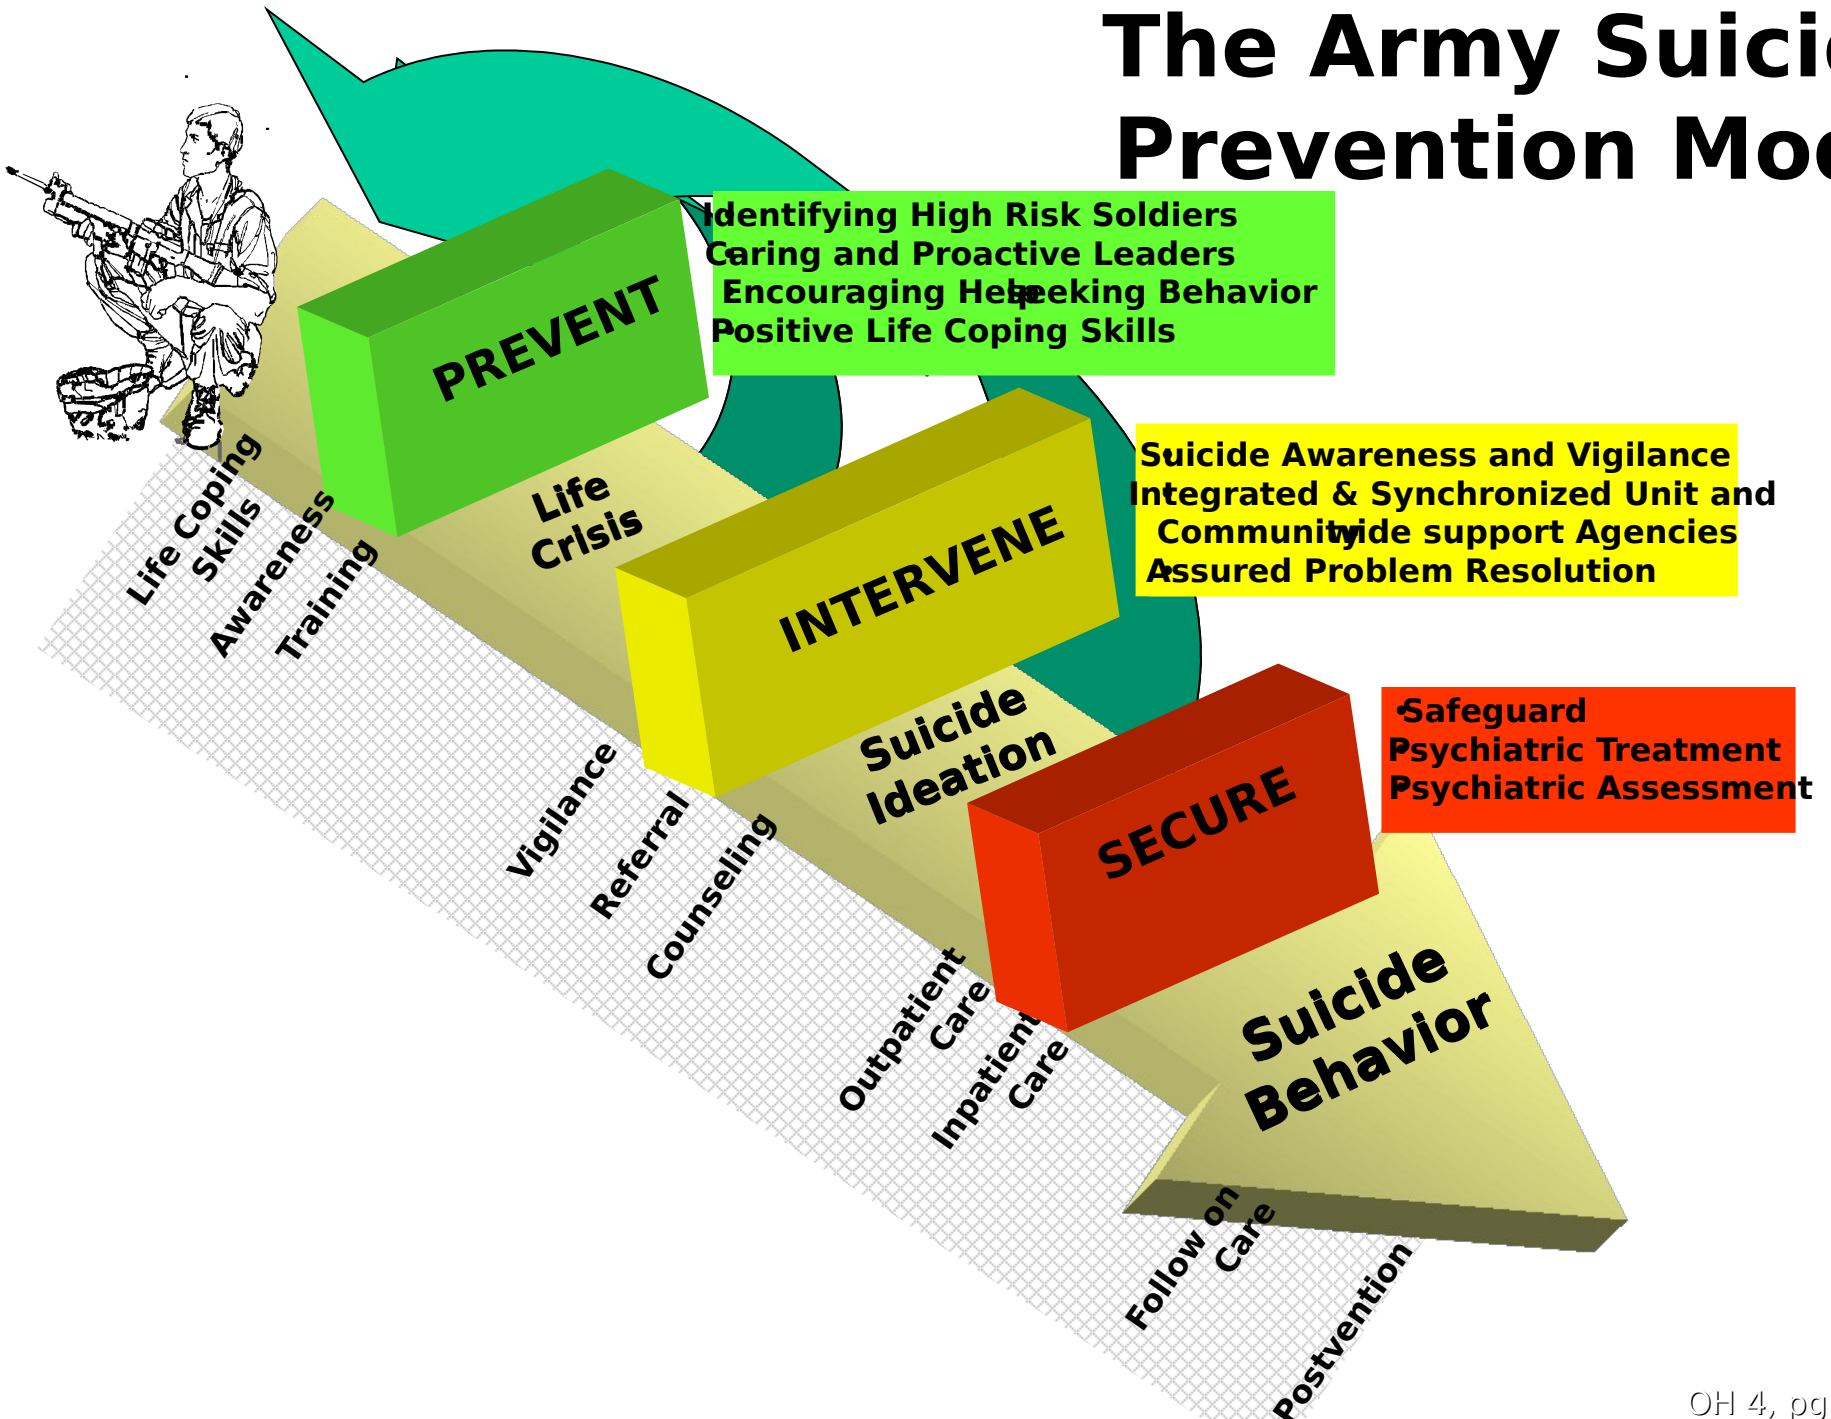 The Army Suici
Prevention Mo
PREVENT
• Identifying High Risk Soldiers
• Caring and Proactive Leaders
• Encouraging Help seeking Behavior
• Positive Life Coping Skills
Life
Crisis
INTERVENE
• Suicide Awareness and Vigilance
• Integrated & Synchronized Unit and
Community wide support Agencies
• Assured Problem Resolution
Suicide
Ideation
SECURE
• Safeguard
• Psychiatric Treatment
• Psychiatric Assessment
Suicide
Behavior
Life Coping
Skills
Awareness
Training
Vigilance
Referral
Counseling
Outpatient
Care
Inpatient
Care
Follow on
Care
Postvention
OH 4, pg